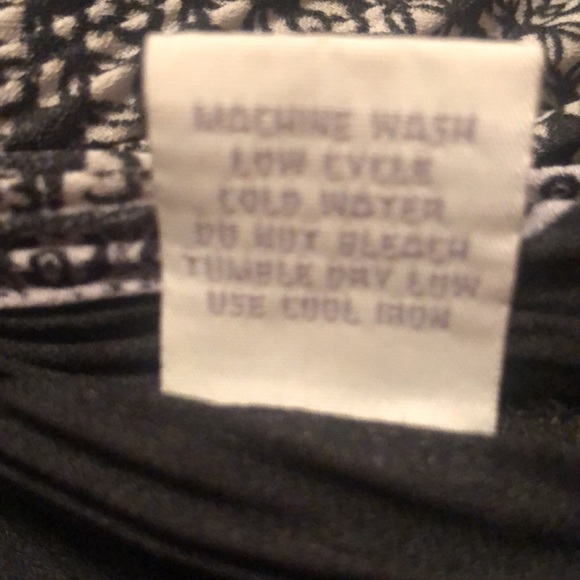 MACHINE WASH
LOW CYCLE
COLD WATER
DO NOT BLEACH
TUMBLE DRY LOW
USE COOL IRON